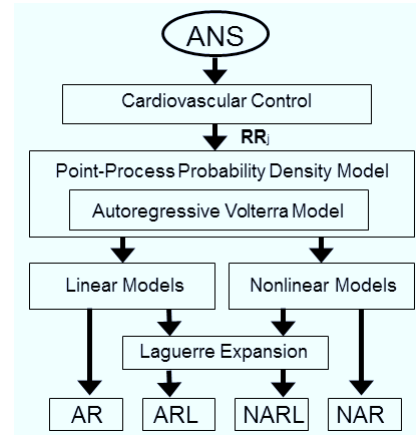 ANS
Cardiovascular Control
RRj
Point-Process Probability Density Model
Autoregressive Volterra Model
Linear Models
Nonlinear Models
Laguerre Expansion
AR
ARL
NARL
NAR